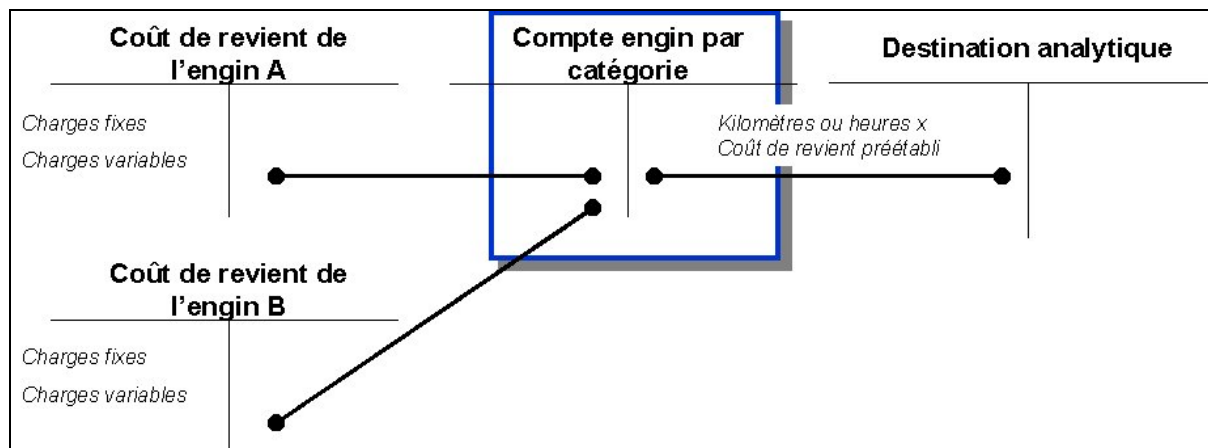 Coût de revient de
l'engin A
Charges fixes
Charges variables
Compte engin par
catégorie
Kilomètres ou heures x
Coût de revient préétabli
Destination analytique
Coût de revient de
l'engin B
Charges fixes
Charges variables